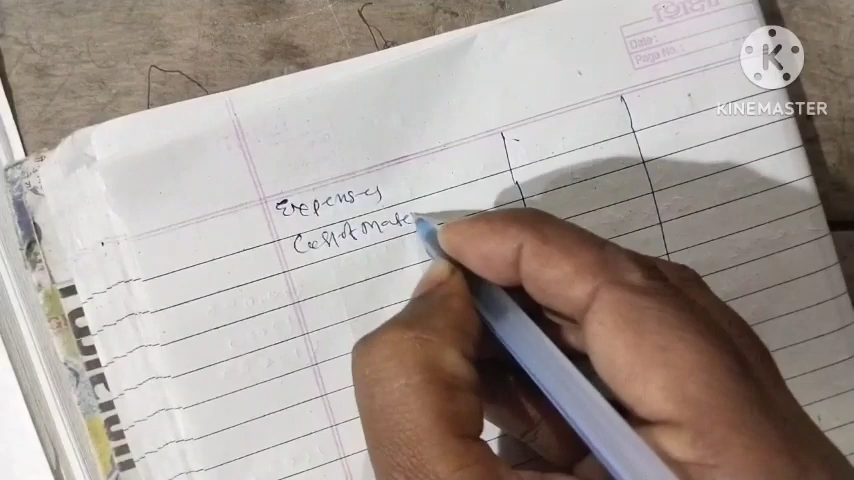 Date :
Page No. :
KINEMASTER
Expenses
Cost of Mate